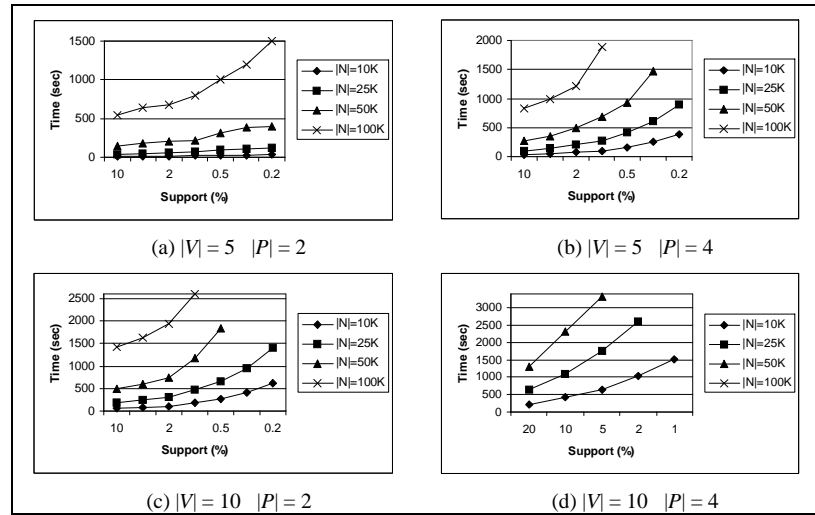 1500
1000
500
0
Time (sec)
10
2
0.5
0.2
Support (%)
|N|=10K
|N|=25K
|N|=50K
|N|=100K
(a) |V| = 5 |P| = 2
2000
1500
1000
500
0
Time (sec)
10
2
0.5
0.2
Support (%)
|N|=10K
|N|=25K
|N|=50K
|N|=100K
(b) |V| = 5 |P| = 4
2500
2000
1500
1000
500
0
Time (sec)
10
2
0.5
0.2
Support (%)
|N|=10K
|N|=25K
|N|=50K
|N|=100K
(c) |V| = 10 |P| = 2
3000
2500
2000
1500
1000
500
0
Time (sec)
20
10
5
2
1
Support (%)
|N|=10K
|N|=25K
|N|=50K
|N|=100K
(d) |V| = 10 |P| = 4